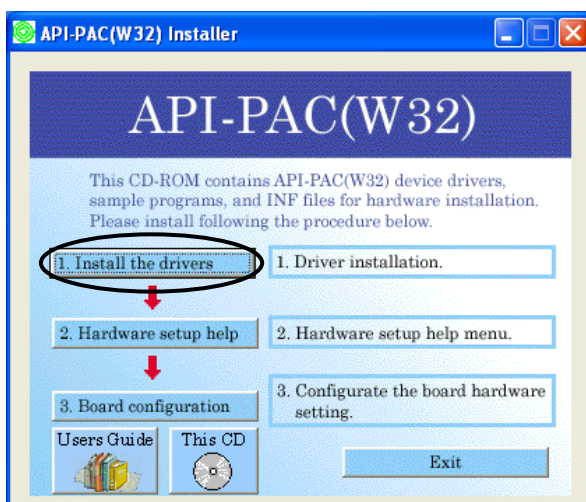 API-PAC(W32) Installer
API-PAC(W32)
This CD-ROM contains API-PAC(W32) device drivers,
sample programs, and INF files for hardware installation.
Please install following the procedure below.
1. Install the drivers
1. Driver installation.
2. Hardware setup help
2. Hardware setup help menu.
3. Board configuration
3. Configurate the board hardware
setting.
Users Guide
This CD
Exit